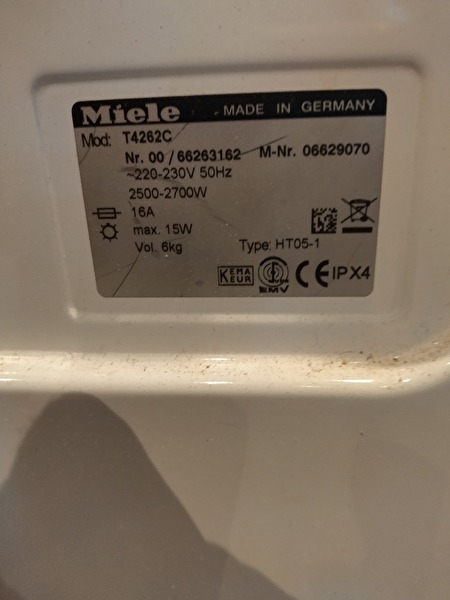 Miele MADE IN GERMANY
Mod: T4262C
Nr. 00 / 66263162 M-Nr. 06629070
~220-230V 50Hz
2500-2700W
16A
max. 15W
Vol. 6kg Type: HT05-1
KEMA KEUR EMV CE IPX4